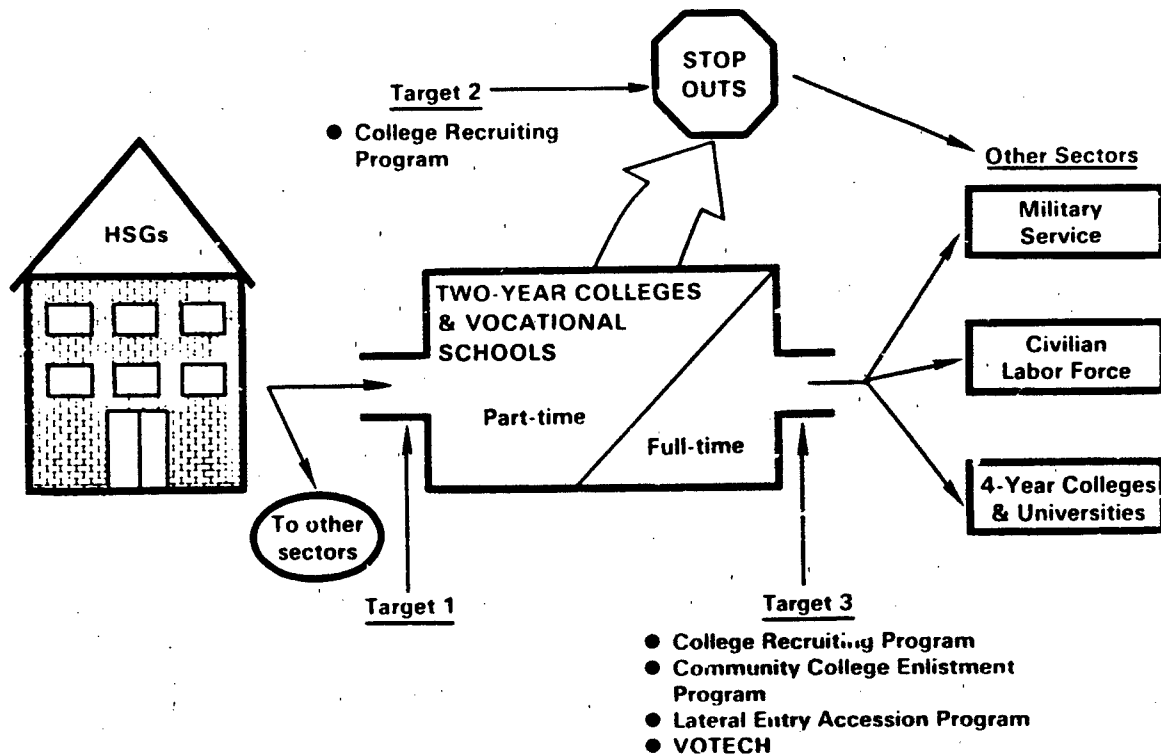 STOP
OUTS
Target 2
● College Recruiting
Program
Other Sectors
HSGs
Military
Service
TWO-YEAR COLLEGES
& VOCATIONAL
SCHOOLS
Civilian
Labor Force
Part-time
Full-time
4-Year Colleges
& Universities
To other
sectors
Target 1
Target 3
● College Recruiting Program
● Community College Enlistment
Program
● Lateral Entry Accession Program
● VOTECH